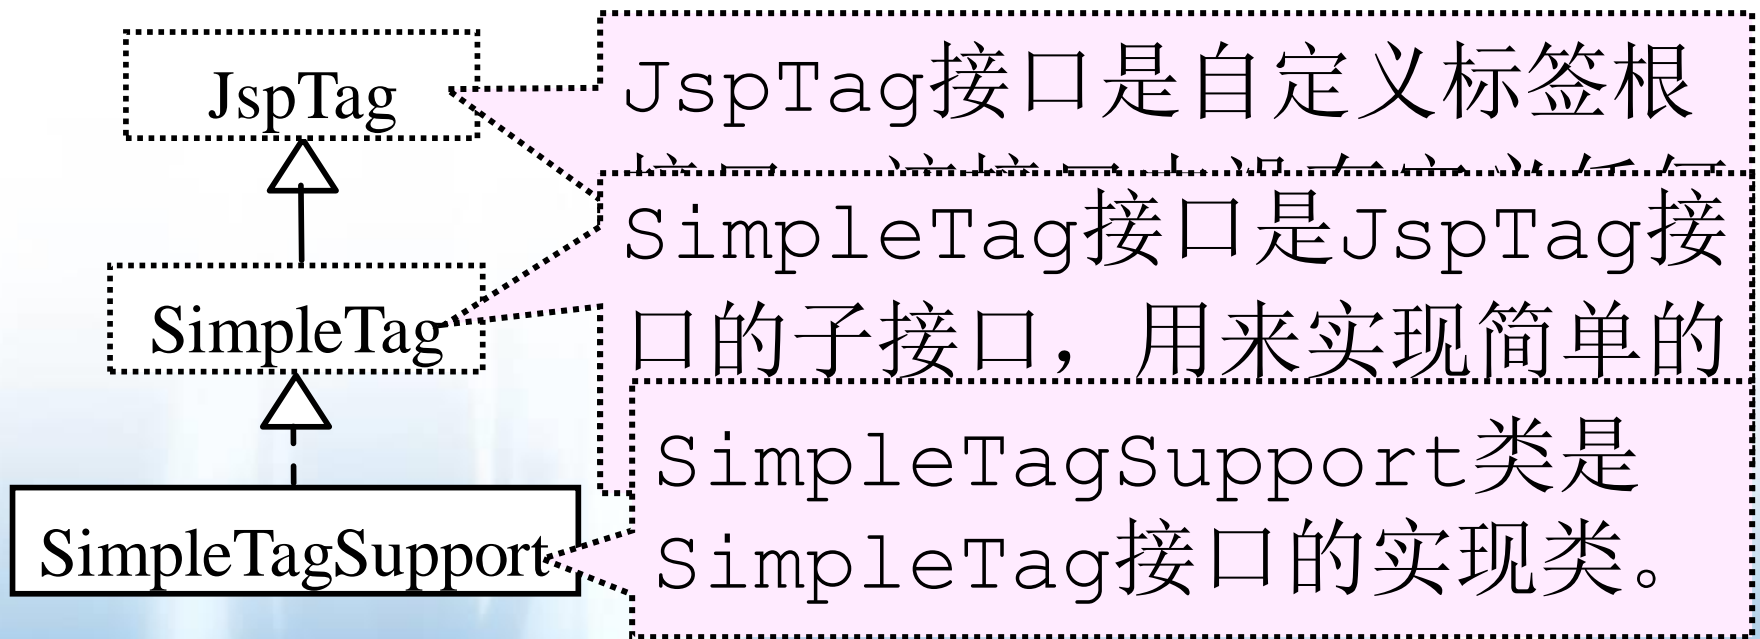 JspTag
JspTag接口是自定义标签根
SimpleTag
SimpleTag接口是JspTag接
口的子接口，用来实现简单的
SimpleTagSupport
SimpleTagSupport类是
SimpleTag接口的实现类。